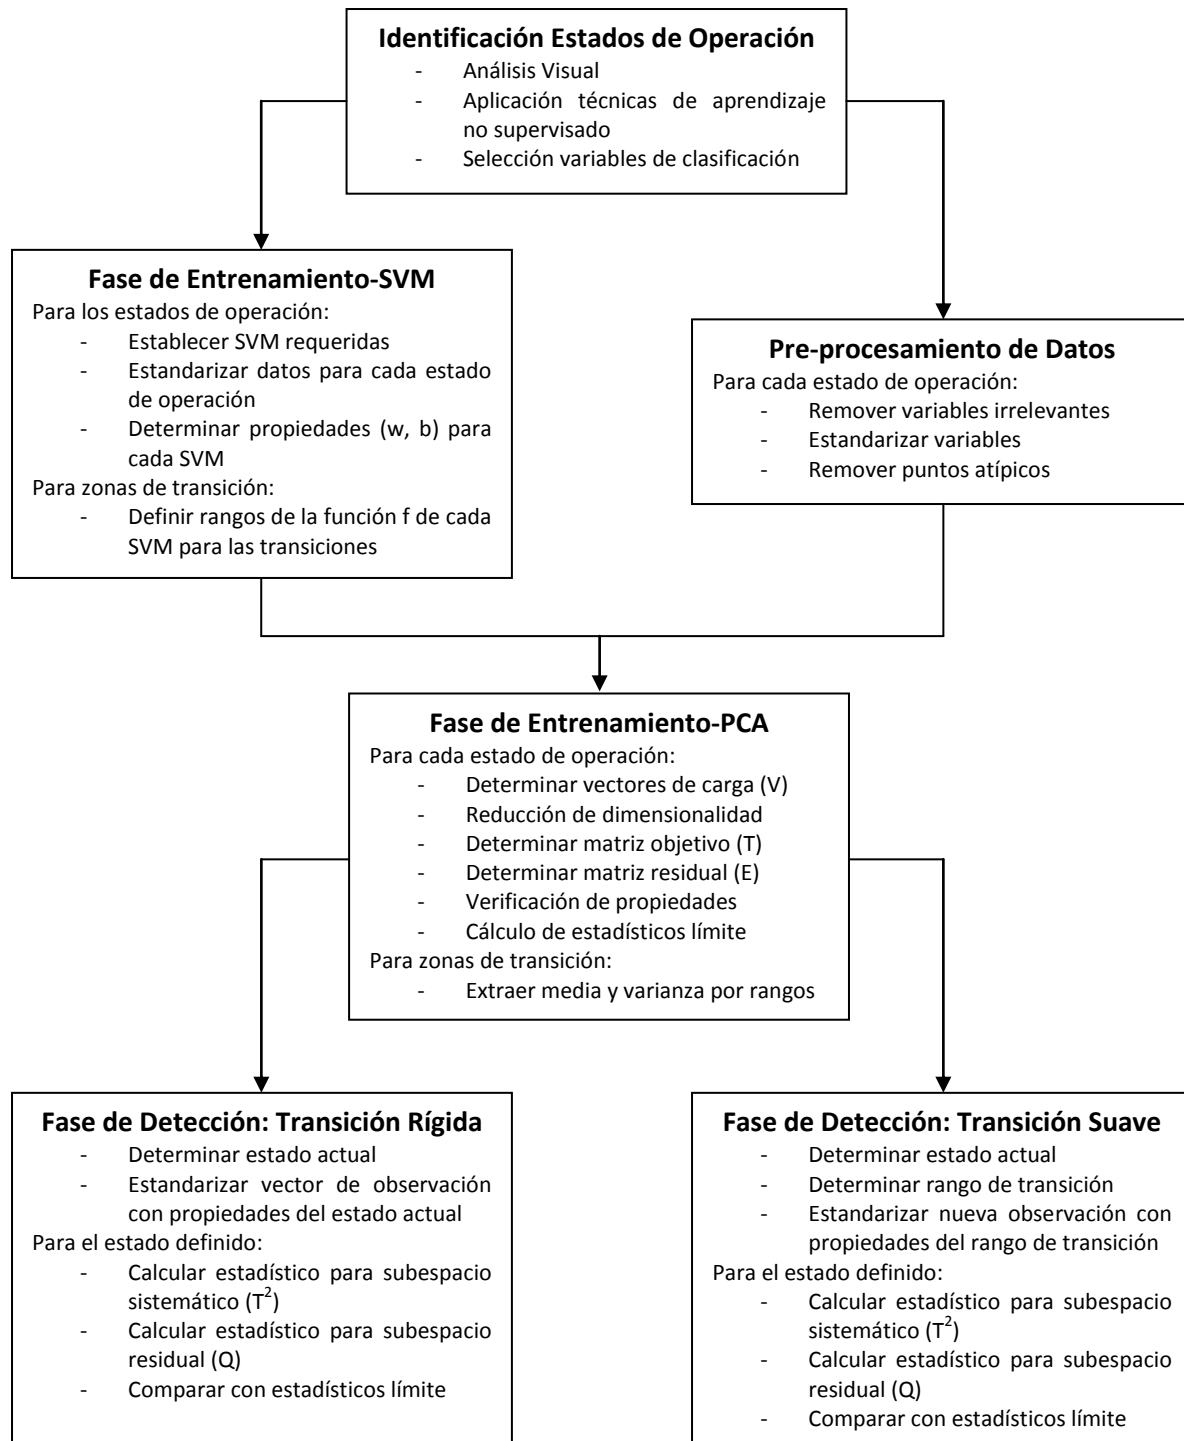 Identificación Estados de Operación
- Análisis Visual
- Aplicación técnicas de aprendizaje
no supervisado
- Selección variables de clasificación
Fase de Entrenamiento-SVM
Para los estados de operación:
- Establecer SVM requeridas
- Estandarizar datos para cada estado
de operación
- Determinar propiedades (w, b) para
cada SVM
Para zonas de transición:
- Definir rangos de la función f de cada
SVM para las transiciones
Pre-procesamiento de Datos
Para cada estado de operación:
- Remover variables irrelevantes
- Estandarizar variables
- Remover puntos atípicos
Fase de Entrenamiento-PCA
Para cada estado de operación:
- Determinar vectores de carga (V)
- Reducción de dimensionalidad
- Determinar matriz objetivo (T)
- Determinar matriz residual (E)
- Verificación de propiedades
- Cálculo de estadísticos límite
Para zonas de transición:
- Extraer media y varianza por rangos
Fase de Detección: Transición Rígida
- Determinar estado actual
- Estandarizar vector de observación
con propiedades del estado actual
Para el estado definido:
- Calcular estadístico para subespacio
sistemático (T²)
- Calcular estadístico para subespacio
residual (Q)
- Comparar con estadísticos límite
Fase de Detección: Transición Suave
- Determinar estado actual
- Determinar rango de transición
- Estandarizar nueva observación con
propiedades del rango de transición
Para el estado definido:
- Calcular estadístico para subespacio
sistemático (T²)
- Calcular estadístico para subespacio
residual (Q)
- Comparar con estadísticos límite